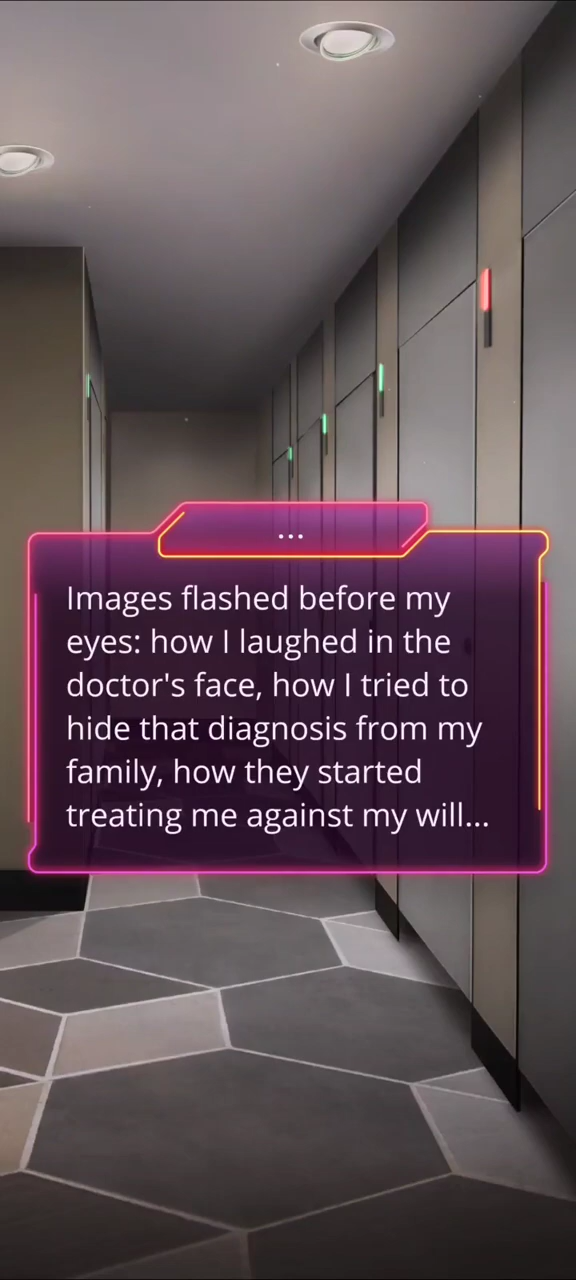 ...
Images flashed before my
eyes: how I laughed in the
doctor's face, how I tried to
hide that diagnosis from my
family, how they started
treating me against my will...